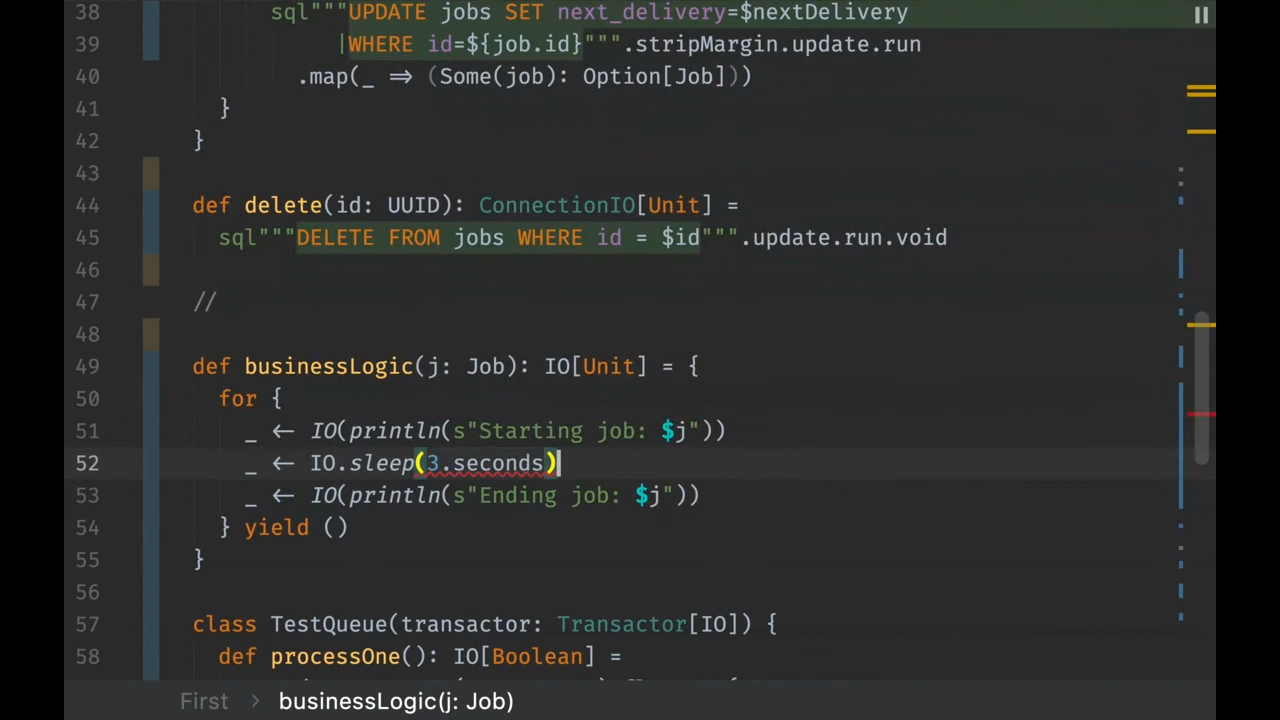 sql"""UPDATE jobs SET next_delivery=$nextDelivery
39 |WHERE id=${job.id}""".stripMargin.update.run
40 .map(_ ⇒ (Some(job): Option[Job]))
41 }
42 }
43
44 def delete(id: UUID): ConnectionIO[Unit] =
45 sql"""DELETE FROM jobs WHERE id = $id""".update.run.void
46
47 //
48
49 def businessLogic(j: Job): IO[Unit] = {
50 for {
51 _ ← IO(println(s"Starting job: $j"))
52 _ ← IO.sleep(3.seconds)
53 _ ← IO(println(s"Ending job: $j"))
54 } yield ()
55 }
56
57 class TestQueue(transactor: Transactor[IO]) {
58 def processOne(): IO[Boolean] =
First > businessLogic(j: Job)